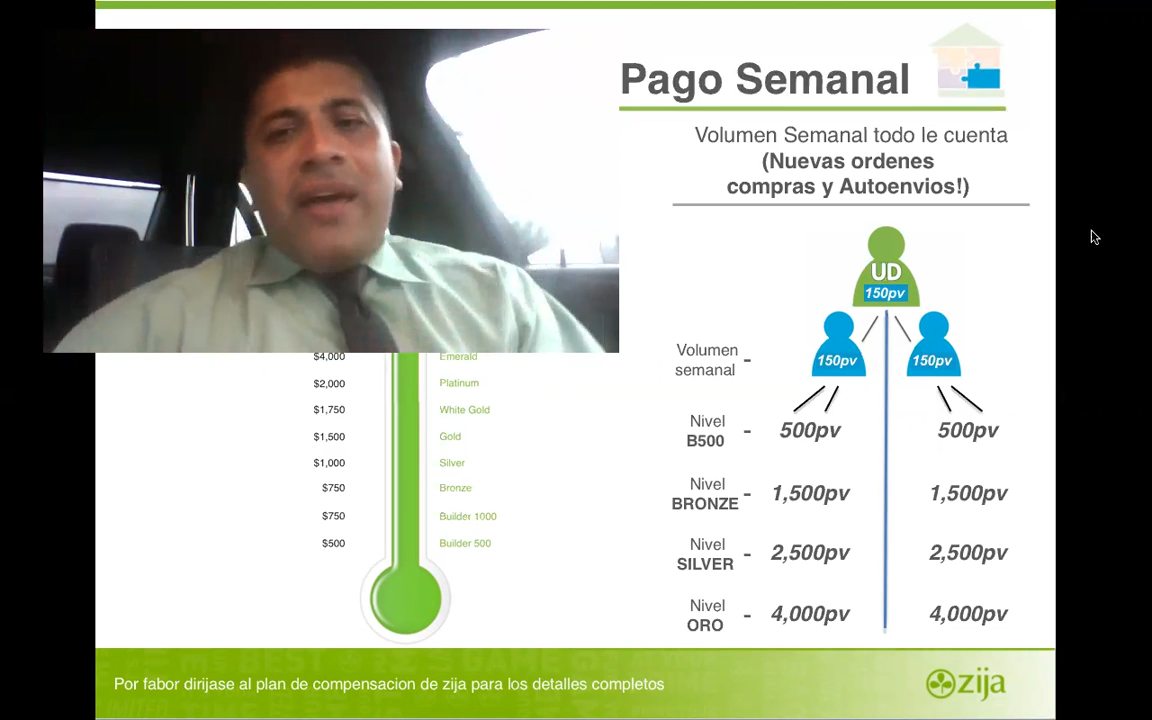 Pago Semanal
Volumen Semanal todo le cuenta
(Nuevas ordenes
compras y Autoenvios!)
UD
150pv
150pv
150pv
Volumen
semanal -
Nivel
B500 - 500pv 500pv
Nivel
BRONZE - 1,500pv 1,500pv
Nivel
SILVER - 2,500pv 2,500pv
Nivel
ORO - 4,000pv 4,000pv
$4,000 Emerald
$2,000 Platinum
$1,750 White Gold
$1,500 Gold
$1,000 Silver
$750 Bronze
$750 Builder 1000
$500 Builder 500
Por fabor dirijase al plan de compensacion de zija para los detalles completos
zija